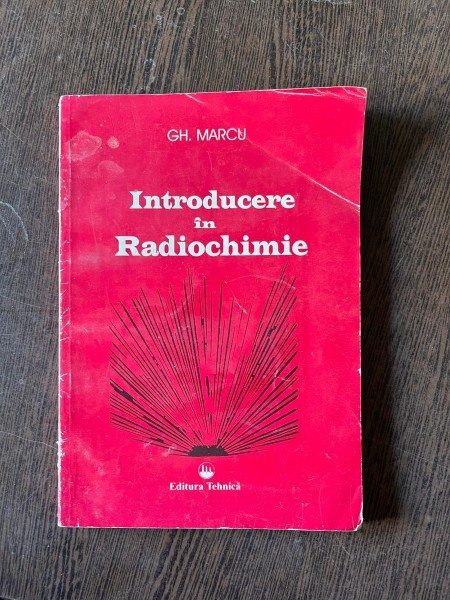 GH. MARCU
Introducere
în
Radiochimie
Editura Tehnică